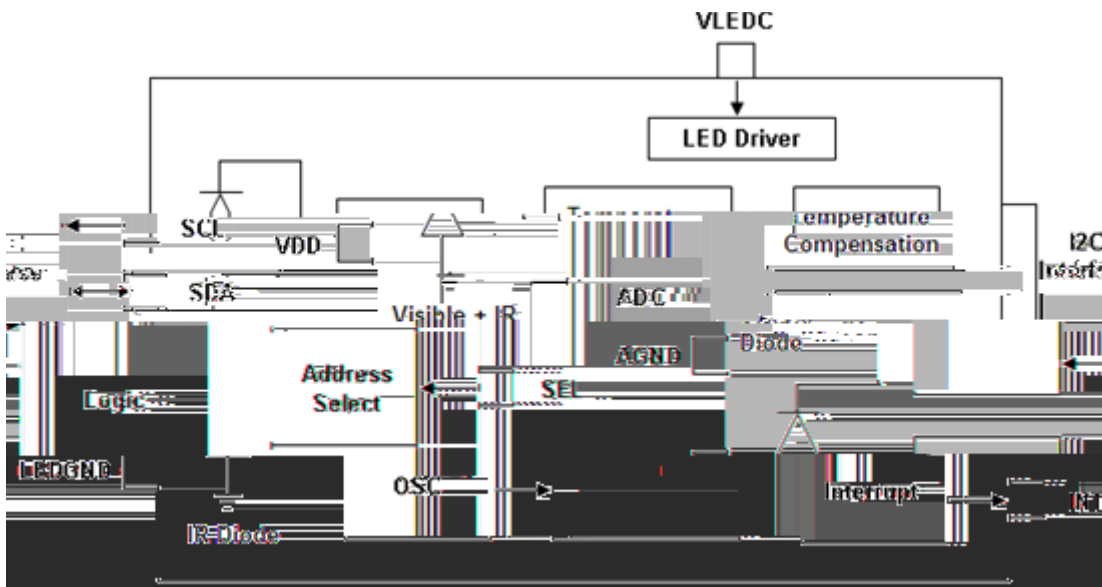 VLEDC
LED Driver
SCL
Temperature
VDD
Compensation
I2C
SDA
ADC
Visible + IR
AGND
Diode
Address
Select
SEL
Logic
LEDGND
OSC
Interrupt
IR-Diode